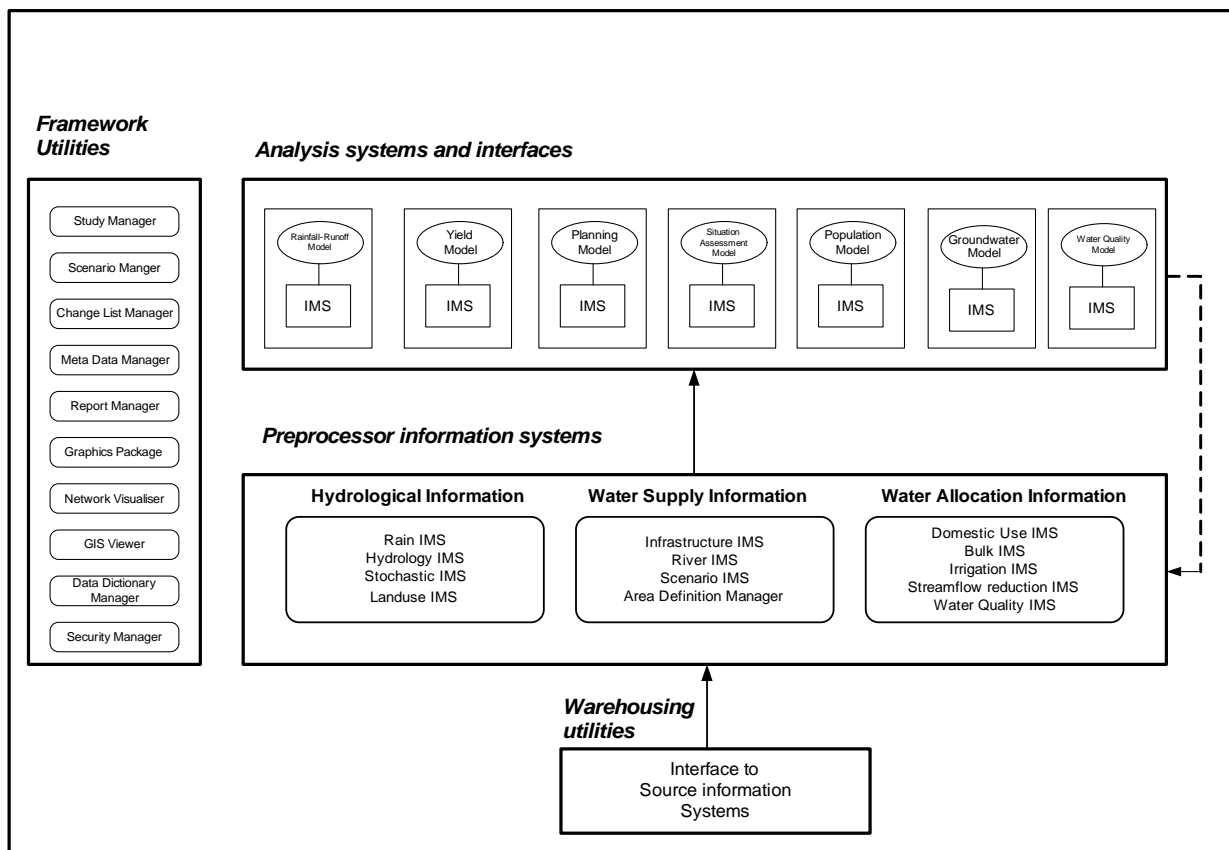 Framework
Utilities
Study Manager
Scenario Manger
Change List Manager
Meta Data Manager
Report Manager
Graphics Package
Network Visualiser
GIS Viewer
Data Dictionary
Manager
Security Manager
Analysis systems and interfaces
Rainfall-Runoff
Model
IMS
Yield
Model
IMS
Planning
Model
IMS
Situation
Assessment
Model
IMS
Population
Model
IMS
Groundwater
Model
IMS
Water Quality
Model
IMS
Preprocessor information systems
Hydrological Information
Rain IMS
Hydrology IMS
Stochastic IMS
Landuse IMS
Water Supply Information
Infrastructure IMS
River IMS
Scenario IMS
Area Definition Manager
Water Allocation Information
Domestic Use IMS
Bulk IMS
Irrigation IMS
Streamflow reduction IMS
Water Quality IMS
Warehousing
utilities
Interface to
Source information
Systems